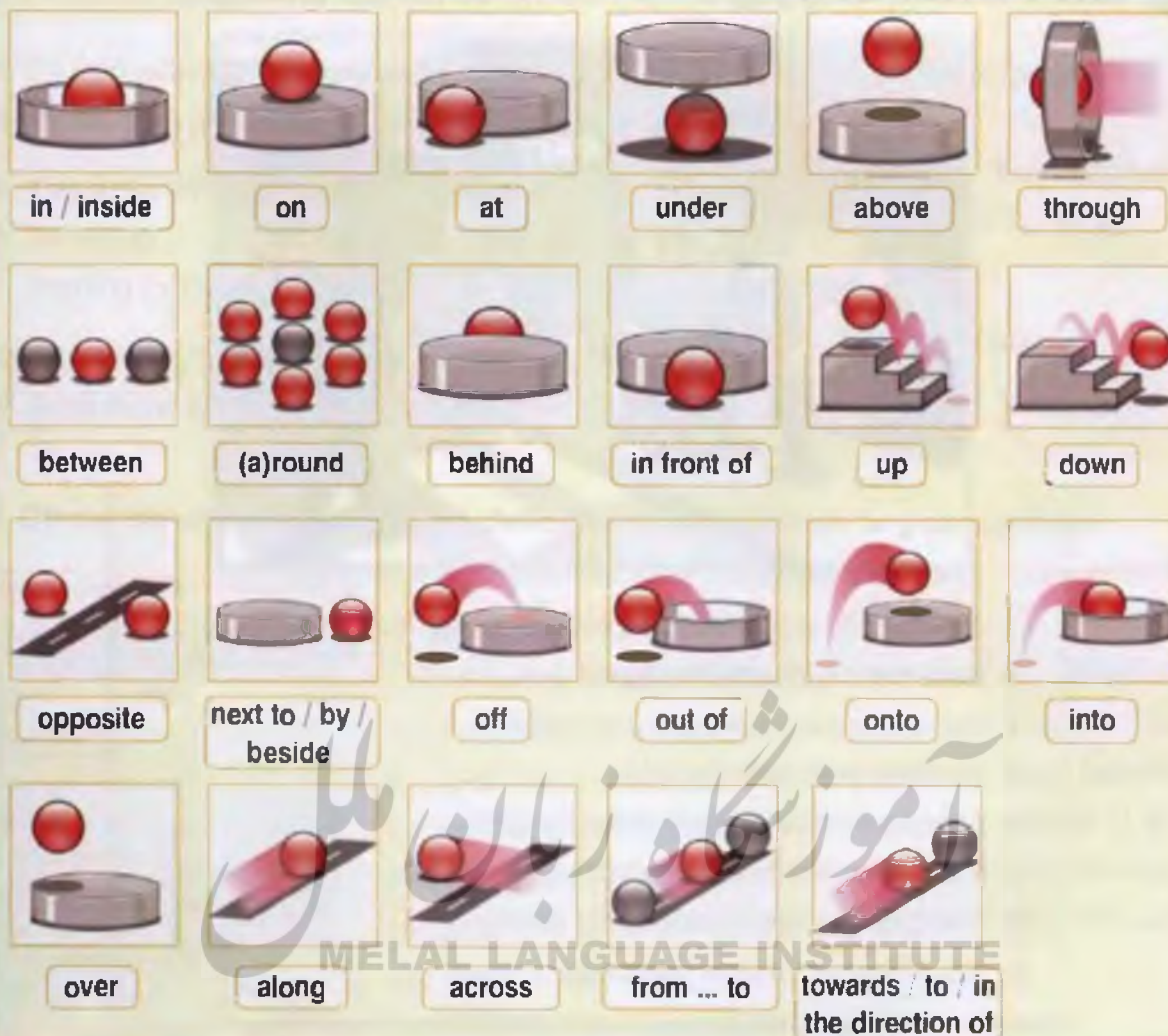 in / inside
on
at
under
above
through
between
(a)round
behind
in front of
up
down
opposite
next to / by /
beside
off
out of
onto
into
over
along
across
from ... to
towards / to / in
the direction of
آموزشگاه زبان ملل
MELAL LANGUAGE INSTITUTE